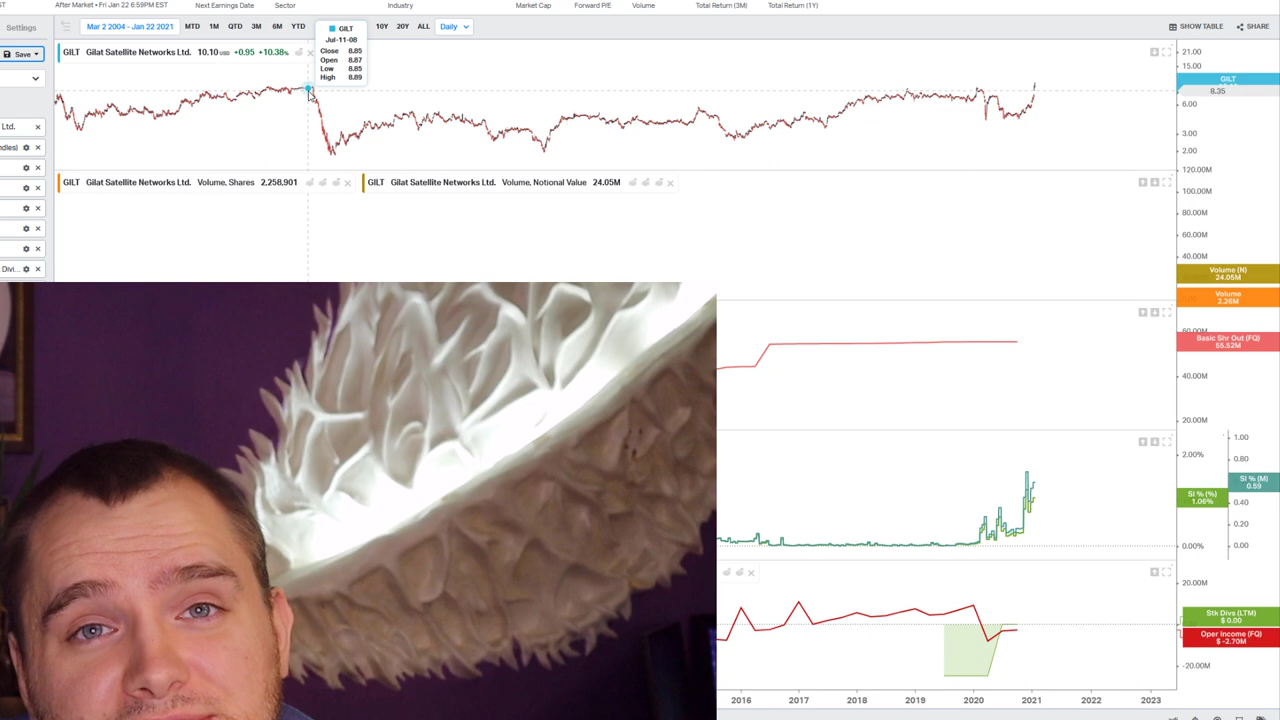 ST After Market • Fri Jan 22 6:59PM EST Next Earnings Date Sector Industry Market Cap Forward P/E Volume Total Return (3M) Total Return (1Y)
Settings Mar 2 2004 - Jan 22 2021 MTD 1M QTD 3M 6M YTD 10Y 20Y ALL Daily SHOW TABLE SHARE
Save
GILT Gilat Satellite Networks Ltd. 10.10 USD +0.95 +10.38%
GILT
Jul-11-08
Close 8.85
Open 8.87
Low 8.85
High 8.89
21.00
15.00
GILT
8.35
6.00
3.00
2.00
Ltd.
ndles)
Divi...
GILT Gilat Satellite Networks Ltd. Volume, Shares 2,258,901
GILT Gilat Satellite Networks Ltd. Volume, Notional Value 24.05M
120.00M
100.00M
80.00M
60.00M
40.00M
Volume (N)
24.05M
Volume
2.26M
60.00M
Basic Shr Out (FQ)
55.52M
40.00M
20.00M
2.00%
SI % (%)
1.06%
0.00%
1.00
0.80
SI % (M)
0.59
0.40
0.20
0.00
20.00M
Stk Divs (LTM)
$ 0.00
Oper Income (FQ)
$ -2.70M
-20.00M
2016 2017 2018 2019 2020 2021 2022 2023